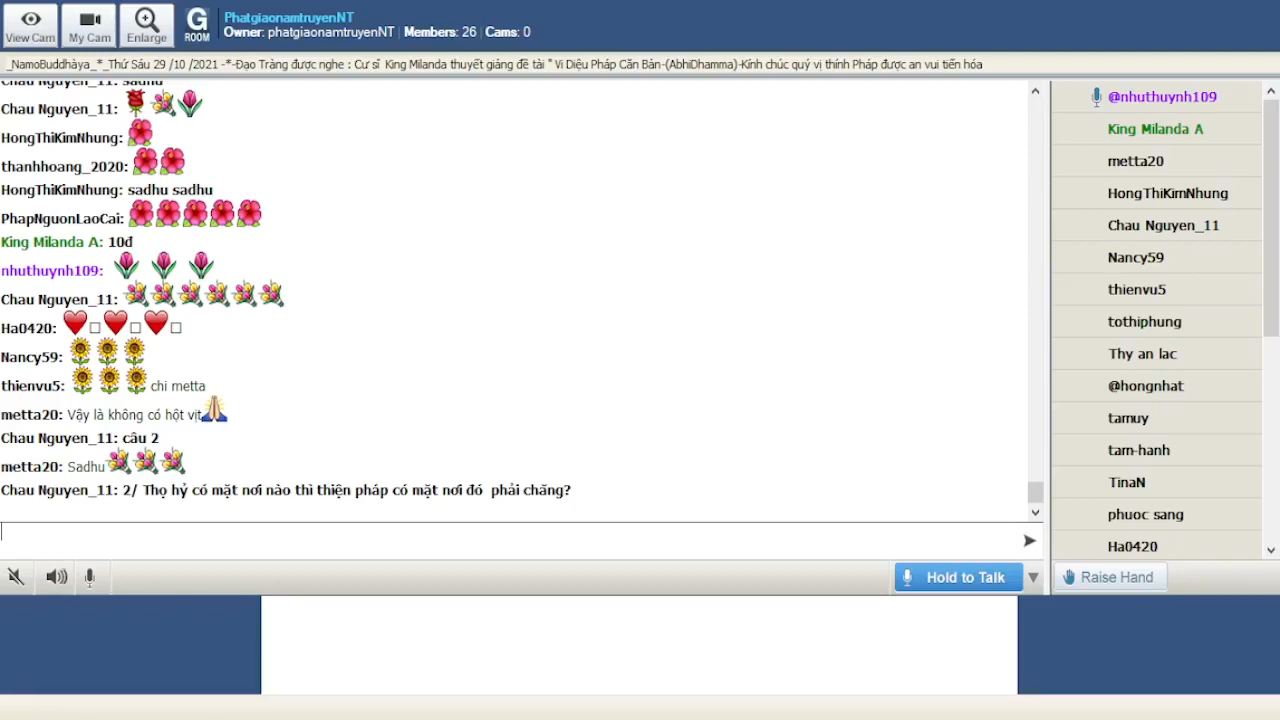 View Cam
My Cam
Enlarge
G
ROOM
PhatgiaonamtruyenNT
Owner: phatgiaonamtruyenNT | Members: 26 | Cams: 0
_NamoBuddhàya_*_Thứ Sáu 29 /10 /2021 -*-Đạo Tràng được nghe : Cư sĩ King Milanda thuyết giảng đề tài " Vi Diệu Pháp Căn Bản-(AbhiDhamma)-Kính chúc quý vị thính Pháp được an vui tiến hóa
Chau Nguyen_11: sadhu
Chau Nguyen_11:
HongThiKimNhung:
thanhhoang_2020:
HongThiKimNhung: sadhu sadhu
PhapNguonLaoCai:
King Milanda A: 10đ
nhuthuynh109:
Chau Nguyen_11:
Ha0420:
Nancy59:
thienvu5: chi metta
metta20: Vậy là không có hột vịt
Chau Nguyen_11: câu 2
metta20: Sadhu
Chau Nguyen_11: 2/ Thọ hỷ có mặt nơi nào thì thiện pháp có mặt nơi đó phải chăng?
Hold to Talk
@nhuthuynh109
King Milanda A
metta20
HongThiKimNhung
Chau Nguyen_11
Nancy59
thienvu5
tothiphung
Thy an lac
@hongnhat
tamuy
tam-hanh
TinaN
phuoc sang
Ha0420
Raise Hand